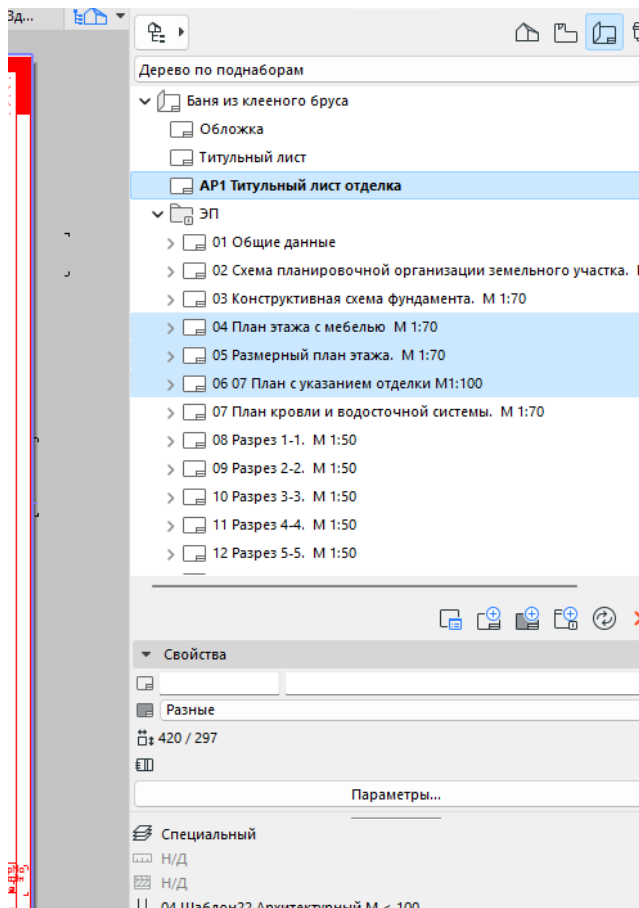 Зд...
Дерево по поднаборам
Баня из клееного бруса
Обложка
Титульный лист
АР1 Титульный лист отделка
ЭП
01 Общие данные
02 Схема планировочной организации земельного участка.
03 Конструктивная схема фундамента. М 1:70
04 План этажа с мебелью М 1:70
05 Размерный план этажа. М 1:70
06 07 План с указанием отделки М1:100
07 План кровли и водосточной системы. М 1:70
08 Разрез 1-1. М 1:50
09 Разрез 2-2. М 1:50
10 Разрез 3-3. М 1:50
11 Разрез 4-4. М 1:50
12 Разрез 5-5. М 1:50
Свойства
Разные
420 / 297
Параметры...
Специальный
Н/Д
Н/Д
04 Шаблон22 Архитектурный М < 100